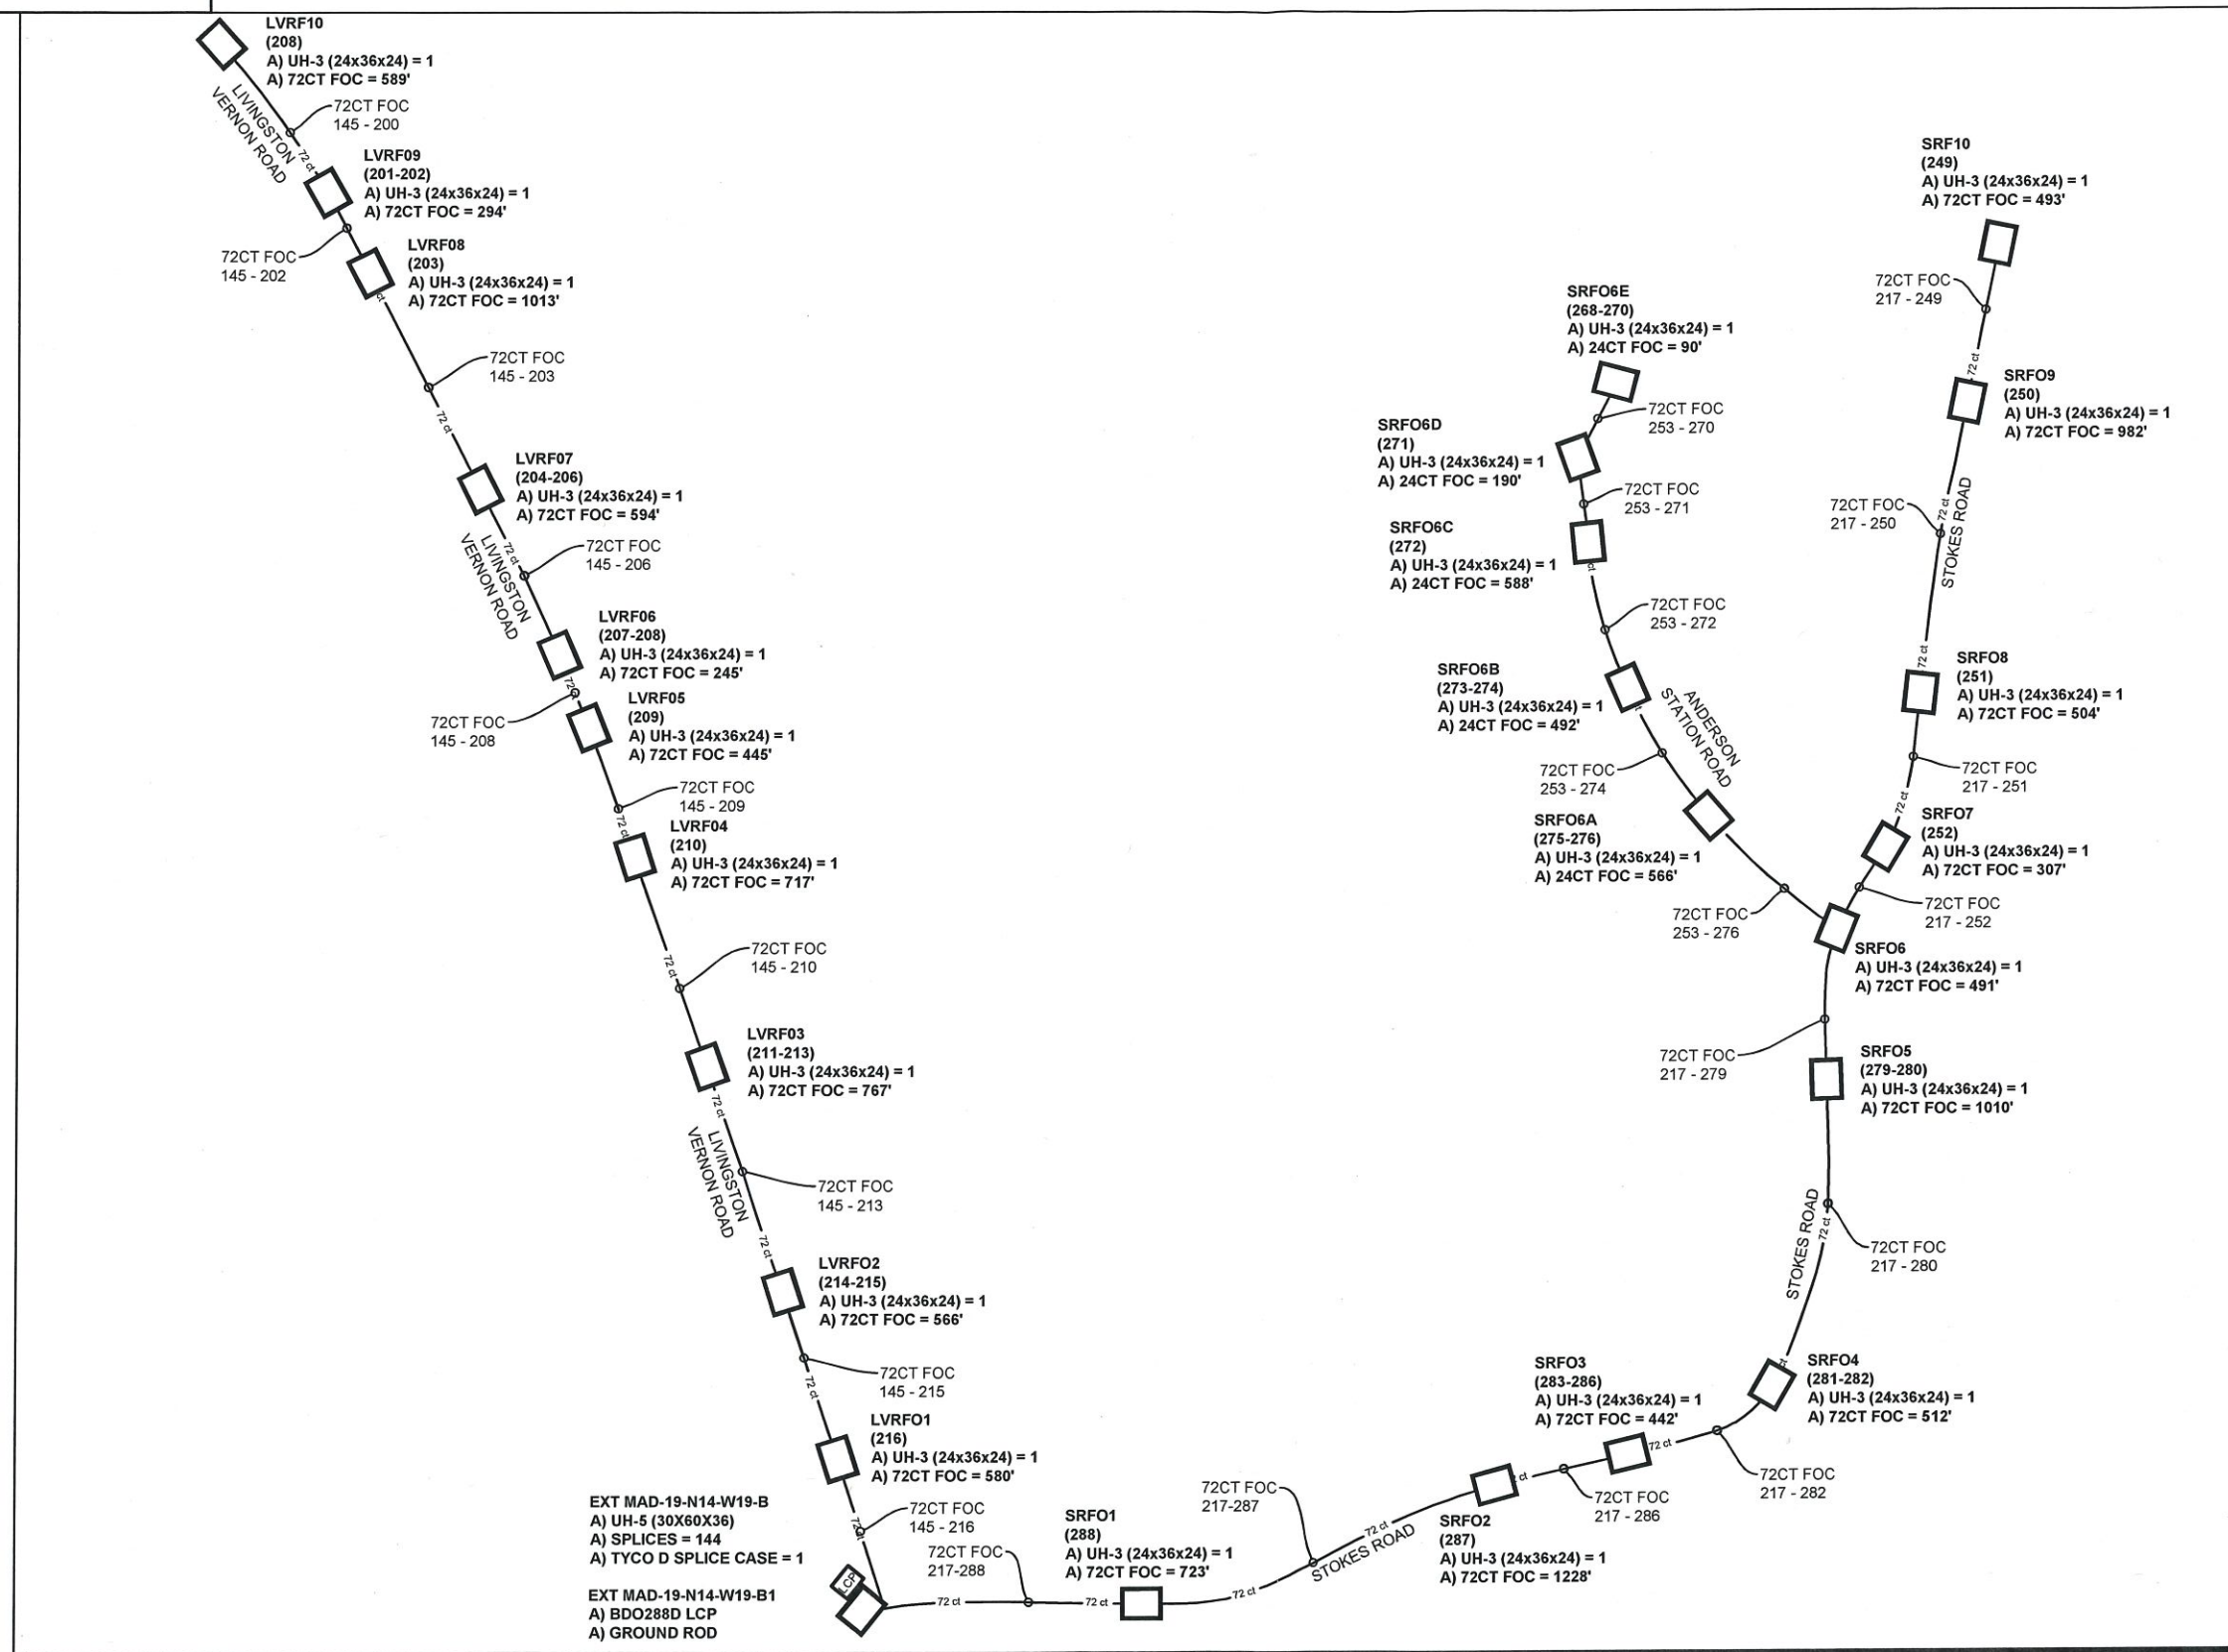 LVRF10
(208)
A) UH-3 (24x36x24) = 1
A) 72CT FOC = 589'
72CT FOC
145 - 200
LIVINGSTON
VERNON ROAD
72 ct
LVRF09
(201-202)
A) UH-3 (24x36x24) = 1
A) 72CT FOC = 294'
72CT FOC
145 - 202
LVRF08
(203)
A) UH-3 (24x36x24) = 1
A) 72CT FOC = 1013'
ct
72CT FOC
145 - 203
72 ct
LVRF07
(204-206)
A) UH-3 (24x36x24) = 1
A) 72CT FOC = 594'
72 ct
72CT FOC
145 - 206
LIVINGSTON
VERNON ROAD
LVRF06
(207-208)
A) UH-3 (24x36x24) = 1
A) 72CT FOC = 245'
72
72CT FOC
145 - 208
LVRF05
(209)
A) UH-3 (24x36x24) = 1
A) 72CT FOC = 445'
72CT FOC
145 - 209
72 ct
LVRF04
(210)
A) UH-3 (24x36x24) = 1
A) 72CT FOC = 717'
72CT FOC
145 - 210
72 ct
LVRF03
(211-213)
A) UH-3 (24x36x24) = 1
A) 72CT FOC = 767'
72 ct
72CT FOC
145 - 213
LIVINGSTON
VERNON ROAD
72 ct
LVRFO2
(214-215)
A) UH-3 (24x36x24) = 1
A) 72CT FOC = 566'
72CT FOC
145 - 215
72 ct
LVRFO1
(216)
A) UH-3 (24x36x24) = 1
A) 72CT FOC = 580'
72CT FOC
145 - 216
72
EXT MAD-19-N14-W19-B
A) UH-5 (30X60X36)
A) SPLICES = 144
A) TYCO D SPLICE CASE = 1
LCP
EXT MAD-19-N14-W19-B1
A) BDO288D LCP
A) GROUND ROD
72CT FOC
217-288
72 ct
72 ct
SRFO1
(288)
A) UH-3 (24x36x24) = 1
A) 72CT FOC = 723'
72 ct
72CT FOC
217-287
72 ct
STOKES ROAD
SRFO2
(287)
A) UH-3 (24x36x24) = 1
A) 72CT FOC = 1228'
ct
72CT FOC
217 - 286
SRFO3
(283-286)
A) UH-3 (24x36x24) = 1
A) 72CT FOC = 442'
72 ct
72CT FOC
217 - 282
SRFO4
(281-282)
A) UH-3 (24x36x24) = 1
A) 72CT FOC = 512'
ct
STOKES ROAD
72 ct
72CT FOC
217 - 280
SRFO5
(279-280)
A) UH-3 (24x36x24) = 1
A) 72CT FOC = 1010'
72CT FOC
217 - 279
SRFO6
A) UH-3 (24x36x24) = 1
A) 72CT FOC = 491'
72CT FOC
253 - 276
SRFO6A
(275-276)
A) UH-3 (24x36x24) = 1
A) 24CT FOC = 566'
72CT FOC
253 - 274
ANDERSON
STATION ROAD
SRFO6B
(273-274)
A) UH-3 (24x36x24) = 1
A) 24CT FOC = 492'
72CT FOC
253 - 272
ct
SRFO6C
(272)
A) UH-3 (24x36x24) = 1
A) 24CT FOC = 588'
72CT FOC
253 - 271
SRFO6D
(271)
A) UH-3 (24x36x24) = 1
A) 24CT FOC = 190'
72CT FOC
253 - 270
SRFO6E
(268-270)
A) UH-3 (24x36x24) = 1
A) 24CT FOC = 90'
72CT FOC
217 - 252
SRFO7
(252)
A) UH-3 (24x36x24) = 1
A) 72CT FOC = 307'
72 ct
72CT FOC
217 - 251
SRFO8
(251)
A) UH-3 (24x36x24) = 1
A) 72CT FOC = 504'
72 ct
STOKES ROAD
72CT FOC
217 - 250
72 ct
SRFO9
(250)
A) UH-3 (24x36x24) = 1
A) 72CT FOC = 982'
72 ct
72CT FOC
217 - 249
SRF10
(249)
A) UH-3 (24x36x24) = 1
A) 72CT FOC = 493'